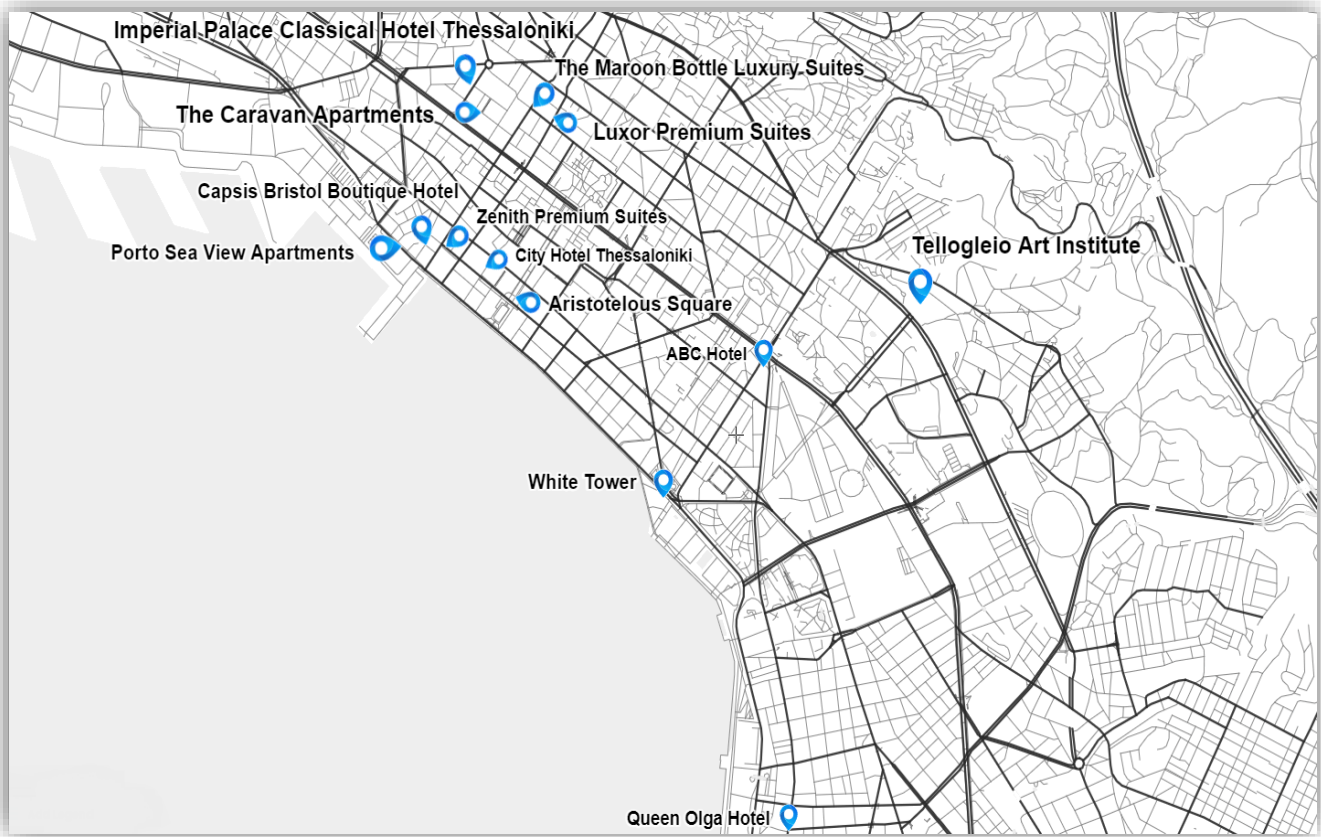 Imperial Palace Classical Hotel Thessaloniki
The Maroon Bottle Luxury Suites
The Caravan Apartments
Luxor Premium Suites
Capsis Bristol Boutique Hotel
Zenith Premium Suites
Porto Sea View Apartments
City Hotel Thessaloniki
Tellogleio Art Institute
Aristotelous Square
ABC Hotel
White Tower
Queen Olga Hotel